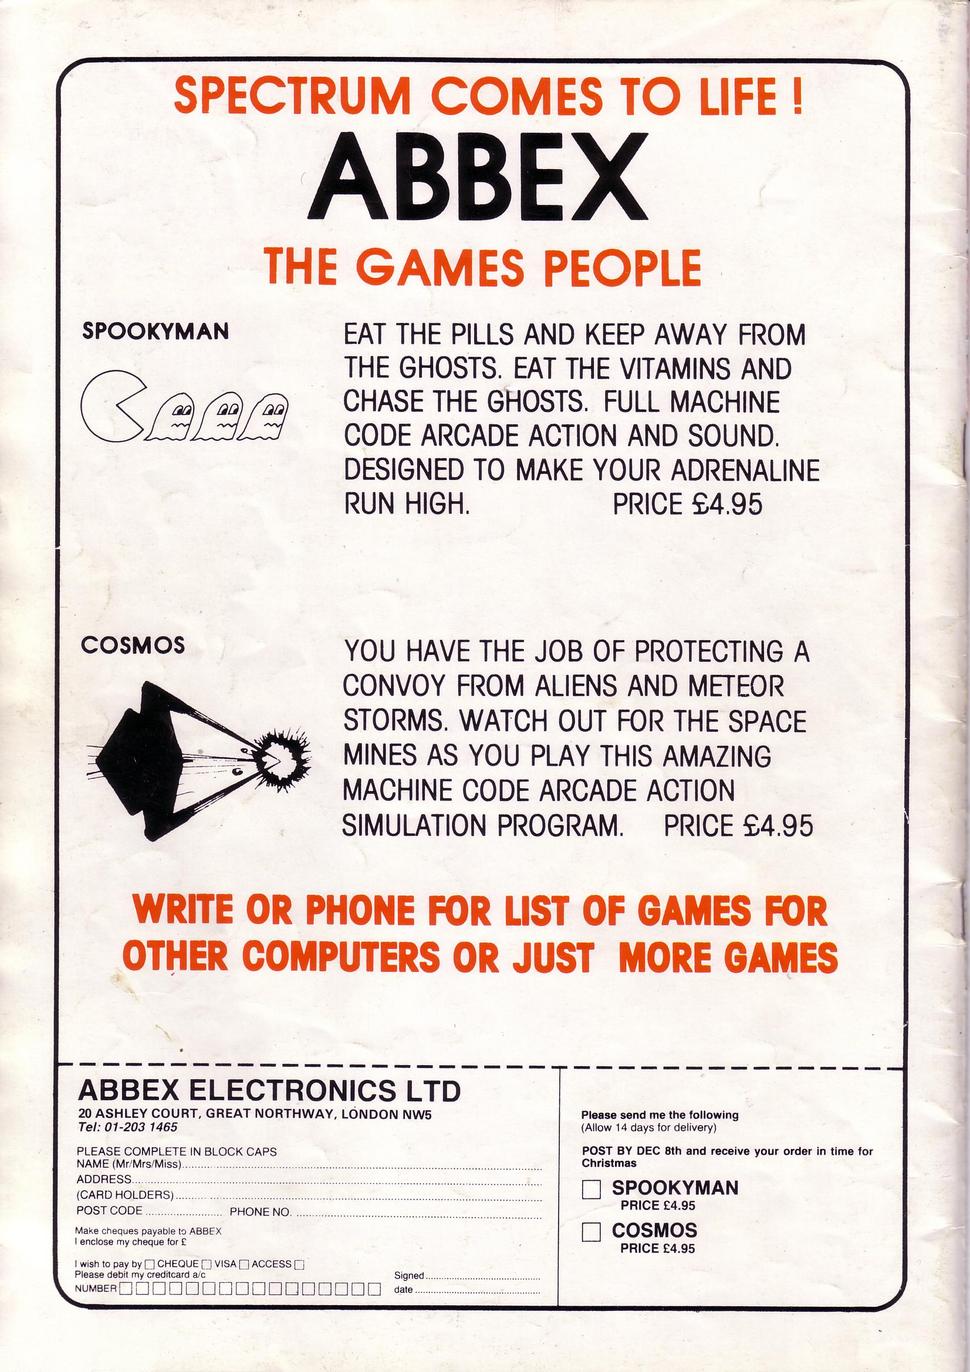 SPECTRUM COMES TO LIFE !
ABBEX
THE GAMES PEOPLE
SPOOKYMAN
EAT THE PILLS AND KEEP AWAY FROM
THE GHOSTS. EAT THE VITAMINS AND
CHASE THE GHOSTS. FULL MACHINE
CODE ARCADE ACTION AND SOUND.
DESIGNED TO MAKE YOUR ADRENALINE
RUN HIGH. PRICE £4.95
COSMOS
YOU HAVE THE JOB OF PROTECTING A
CONVOY FROM ALIENS AND METEOR
STORMS. WATCH OUT FOR THE SPACE
MINES AS YOU PLAY THIS AMAZING
MACHINE CODE ARCADE ACTION
SIMULATION PROGRAM. PRICE £4.95
WRITE OR PHONE FOR LIST OF GAMES FOR
OTHER COMPUTERS OR JUST MORE GAMES
ABBEX ELECTRONICS LTD
20 ASHLEY COURT, GREAT NORTHWAY, LONDON NW5
Tel: 01-203 1465
PLEASE COMPLETE IN BLOCK CAPS
NAME (Mr/Mrs/Miss)
ADDRESS
(CARD HOLDERS)
POST CODE PHONE NO.
Make cheques payable to ABBEX
I enclose my cheque for £
I wish to pay by CHEQUE VISA ACCESS
Please debit my creditcard a/c Signed
NUMBER date
Please send me the following
(Allow 14 days for delivery)
POST BY DEC 8th and receive your order in time for
Christmas
SPOOKYMAN
PRICE £4.95
COSMOS
PRICE £4.95